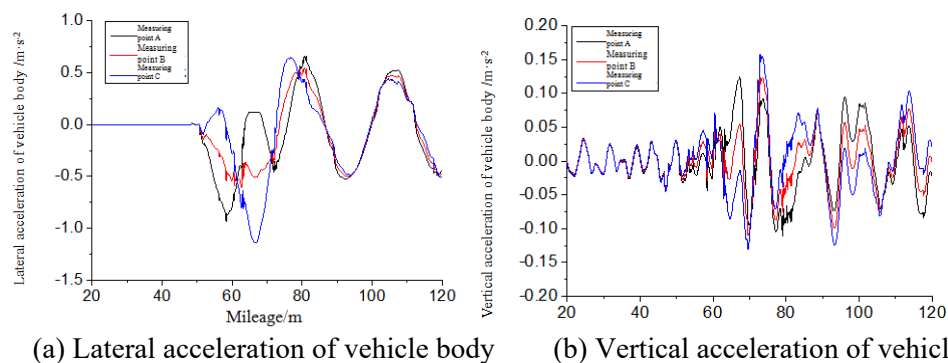 Lateral acceleration of vehicle body /m·s-2
1.0
0.5
0.0
-0.5
-1.0
-1.5
Measuring
point A
Measuring
point B
Measuring
point C
20
40
60
80
100
120
Mileage/m
(a) Lateral acceleration of vehicle body
Vertical acceleration of vehicle body /m·s-2
0.20
0.15
0.10
0.05
0.00
-0.05
-0.10
-0.15
-0.20
Measuring
point A
Measuring
point B
Measuring
point C
20
40
60
80
100
120
(b) Vertical acceleration of vehicl